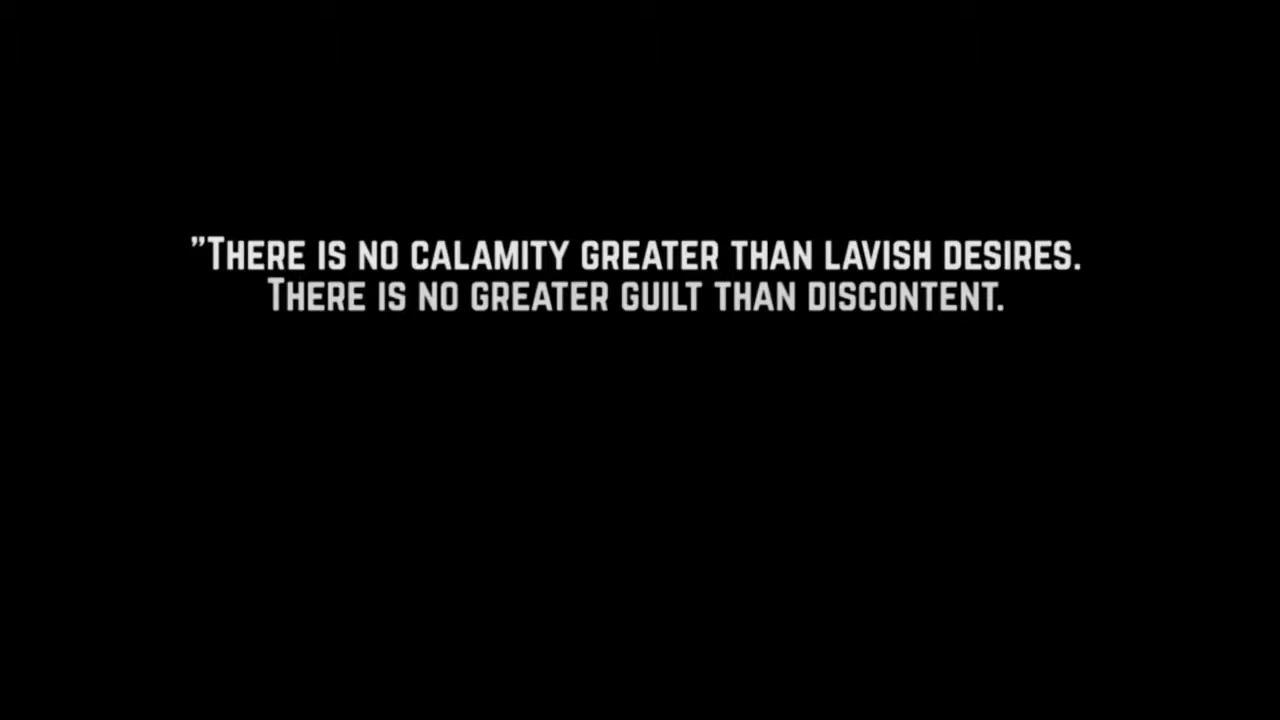 ”There is no calamity greater than lavish desires.
There is no greater guilt than discontent.